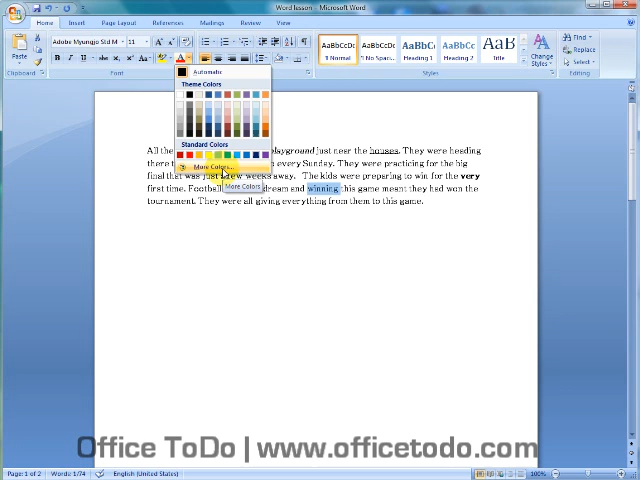 Word lesson - Microsoft Word
Home Insert Page Layout References Mailings Review View
Paste
Adobe Myungjo Std M 11
AaBbCcDc AaBbCcDc AaBbC AaBbCc AaB
¶ Normal ¶ No Spaci... Heading 1 Heading 2 Title
Change Styles
Find
Replace
Select
Clipboard Font Styles Editing
Automatic
Theme Colors
Standard Colors
More Colors...
More Colors
All the playground just near the houses. They were heading
there every Sunday. They were practicing for the big
final that was just few weeks away. The kids were preparing to win for the very
first time. Footbal dream and winning this game meant they had won the
tournament. They were all giving everything from them to this game.
Office ToDo | www.officetodo.com
Page: 1 of 2 Words: 1/74 English (United States) 100%